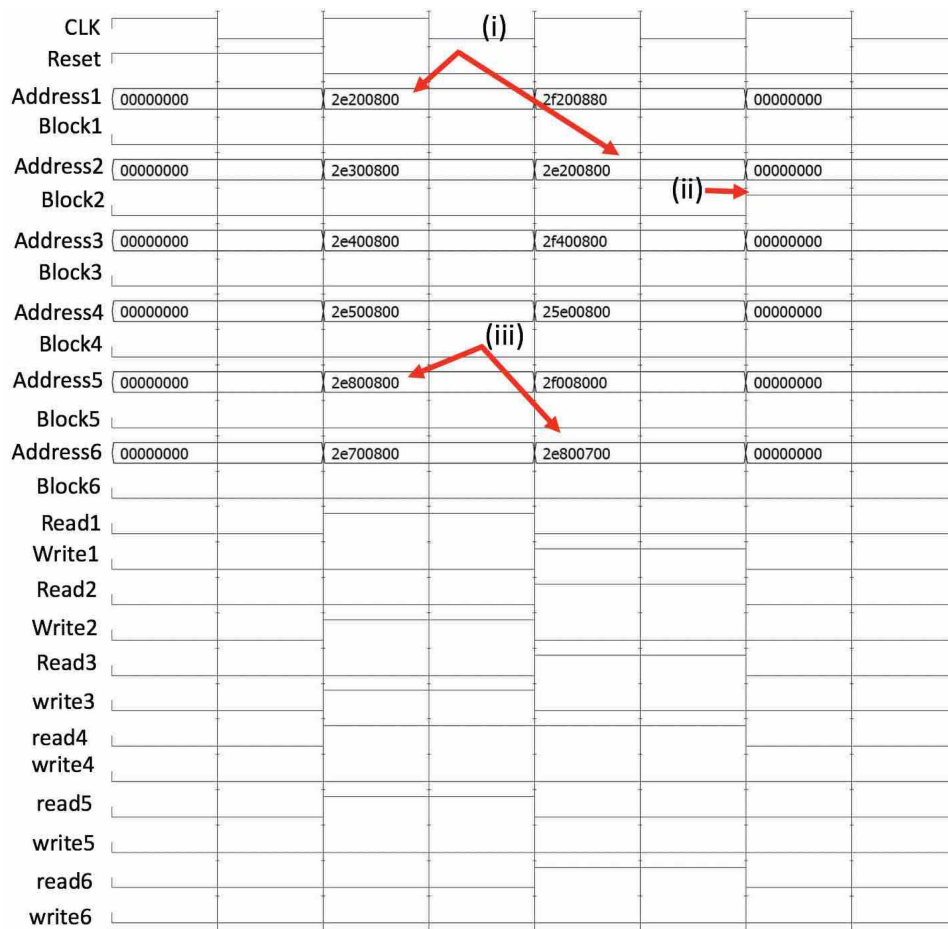 CLK
(i)
Reset
Address1 00000000 2e200800 2f200880 00000000
Block1
Address2 00000000 2e300800 2e200800 00000000
Block2 (ii)
Address3 00000000 2e400800 2f400800 00000000
Block3
Address4 00000000 2e500800 25e00800 00000000
Block4 (iii)
Address5 00000000 2e800800 2f008000 00000000
Block5
Address6 00000000 2e700800 2e800700 00000000
Block6
Read1
Write1
Read2
Write2
Read3
write3
read4
write4
read5
write5
read6
write6